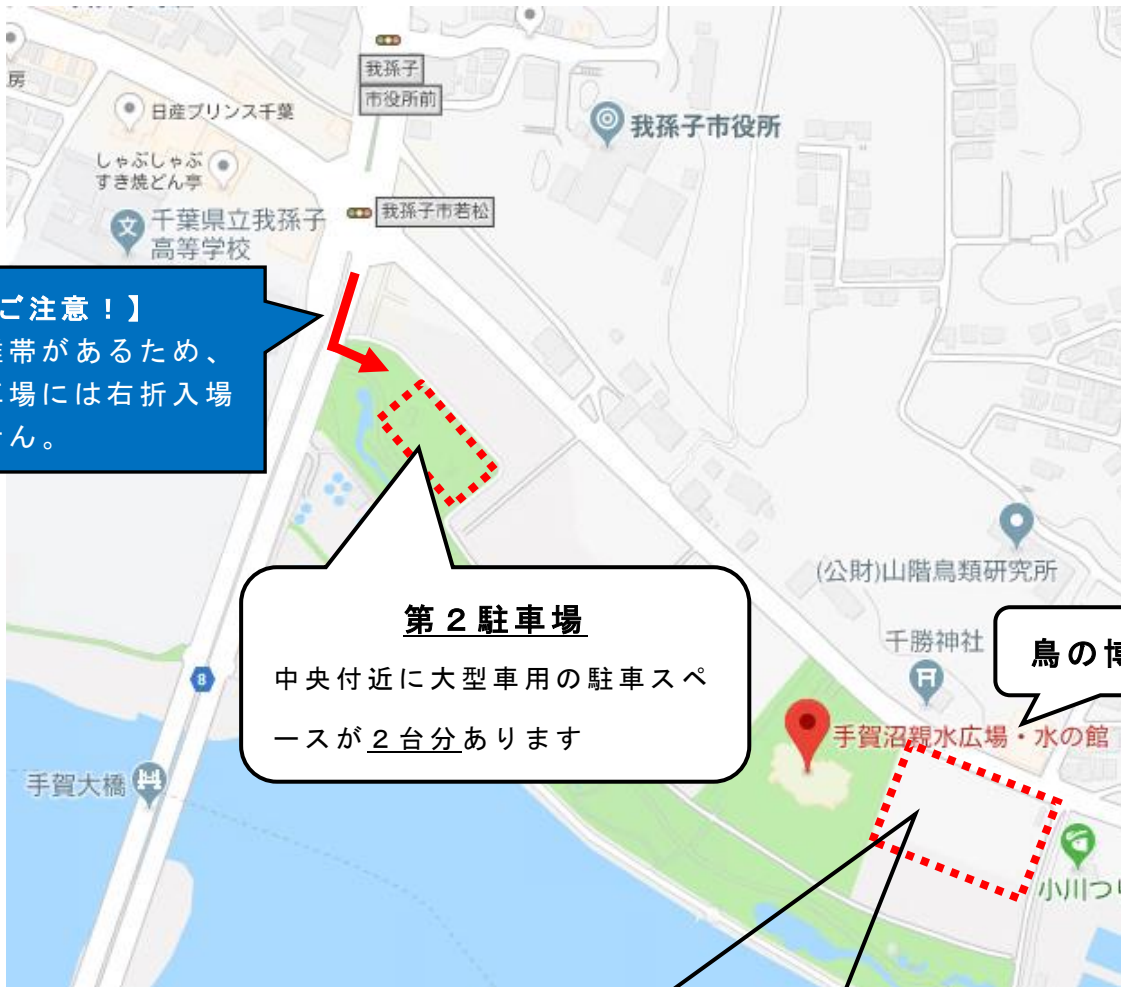 房
日産プリンス千葉
しゃぶしゃぶ
すき焼どん亭
千葉県立我孫子
高等学校
文
我孫子
市役所前
我孫子市若松
我孫子市役所
ご注意！】
帯があるため、
場には右折入場
ん。
(公財)山階鳥類研究所
第２駐車場
中央付近に大型車用の駐車スペ
ースが２台分あります
千勝神社
鳥の博
手賀沼親水広場・水の館
8
手賀大橋
小川つ